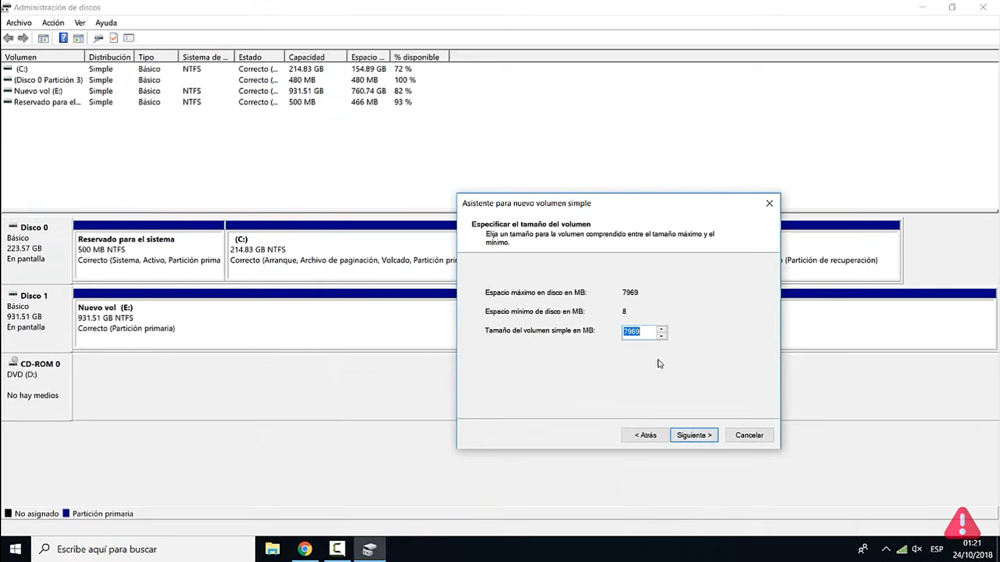 Administración de discos
Archivo Acción Ver Ayuda
Volumen Distribución Tipo Sistema de ... Estado Capacidad Espacio ... % disponible
(C:) Simple Básico NTFS Correcto (... 214.83 GB 154.89 GB 72 %
(Disco 0 Partición 3) Simple Básico Correcto (... 480 MB 480 MB 100 %
Nuevo vol (E:) Simple Básico NTFS Correcto (... 931.51 GB 760.74 GB 82 %
Reservado para el... Simple Básico NTFS Correcto (... 500 MB 466 MB 93 %
Disco 0
Básico
223.57 GB
En pantalla
Reservado para el sistema
500 MB NTFS
Correcto (Sistema, Activo, Partición prima
(C:)
214.83 GB NTFS
Correcto (Arranque, Archivo de paginación, Volcado, Partición pri
(Partición de recuperación)
Disco 1
Básico
931.51 GB
En pantalla
Nuevo vol (E:)
931.51 GB NTFS
Correcto (Partición primaria)
CD-ROM 0
DVD (D:)
No hay medios
Asistente para nuevo volumen simple
Especificar el tamaño del volumen
Elija un tamaño para la volumen comprendido entre el tamaño máximo y el
mínimo.
Espacio máximo en disco en MB: 7969
Espacio mínimo de disco en MB: 8
Tamaño del volumen simple en MB: 7969
< Atrás Siguiente > Cancelar
No asignado Partición primaria
Escribe aquí para buscar
ESP
01:21
24/10/2018